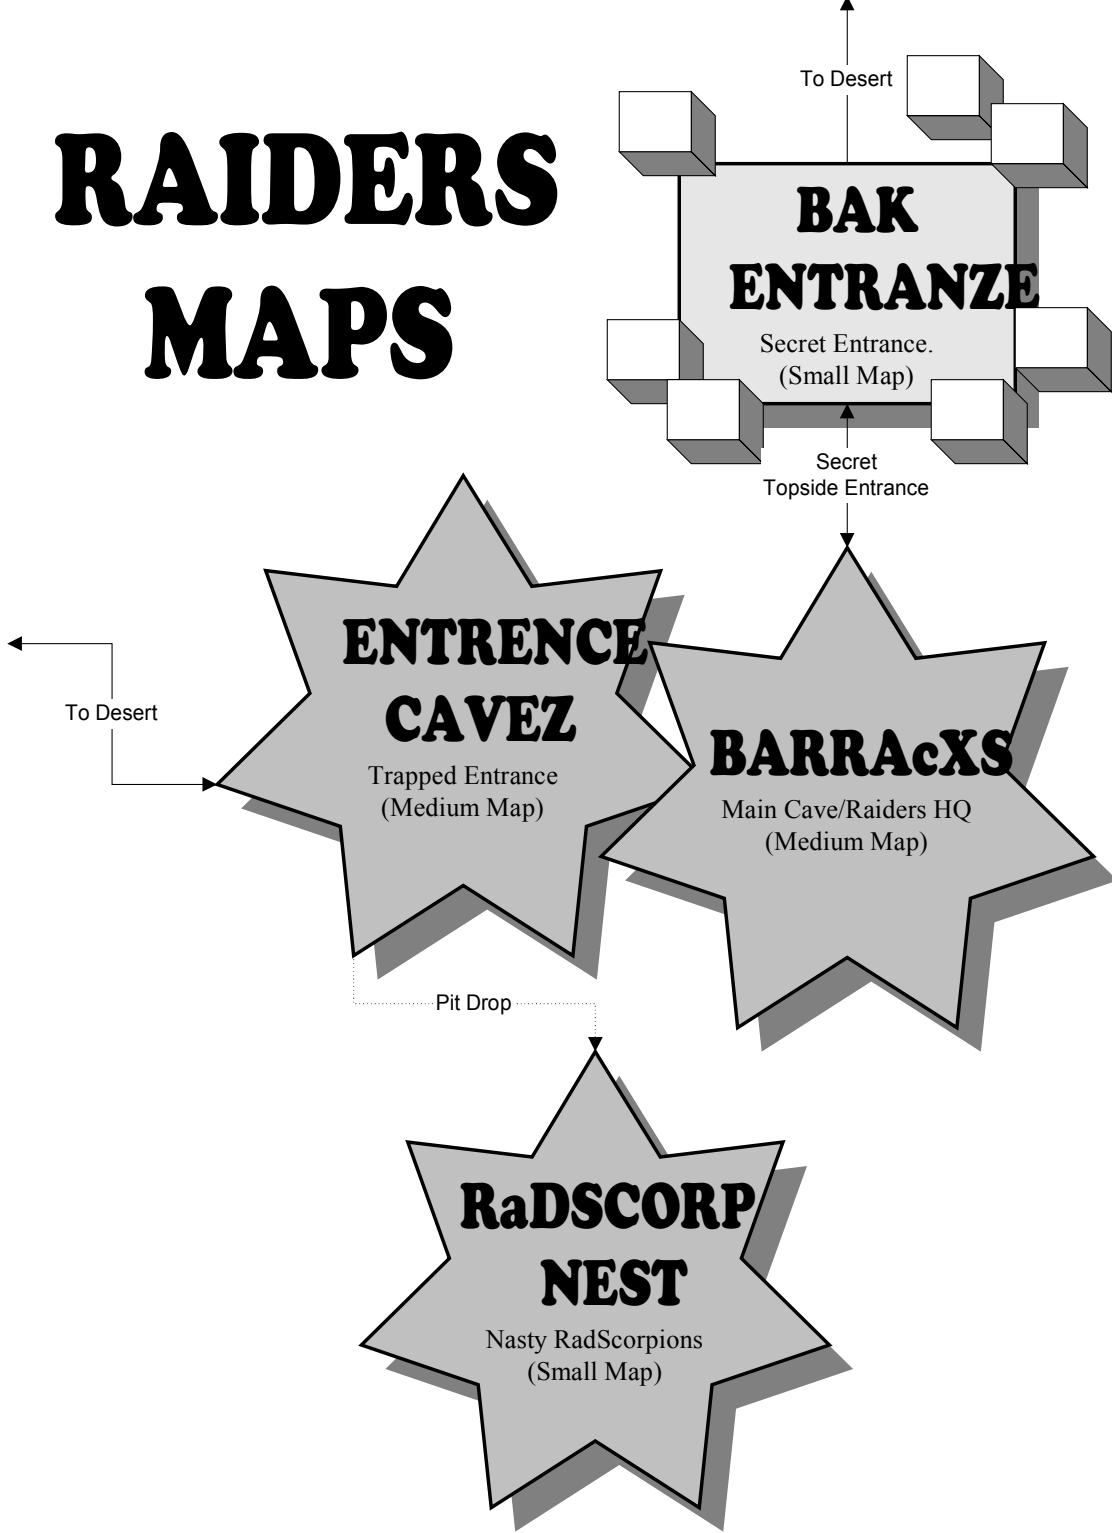 RAIDERS
MAPS
To Desert
BAK
ENTRANZE
Secret Entrance.
(Small Map)
Secret
Topside Entrance
ENTRENCE
CAVEZ
Trapped Entrance
(Medium Map)
To Desert
BARRAcXS
Main Cave/Raiders HQ
(Medium Map)
Pit Drop
RaDSCORP
NEST
Nasty RadScorpions
(Small Map)